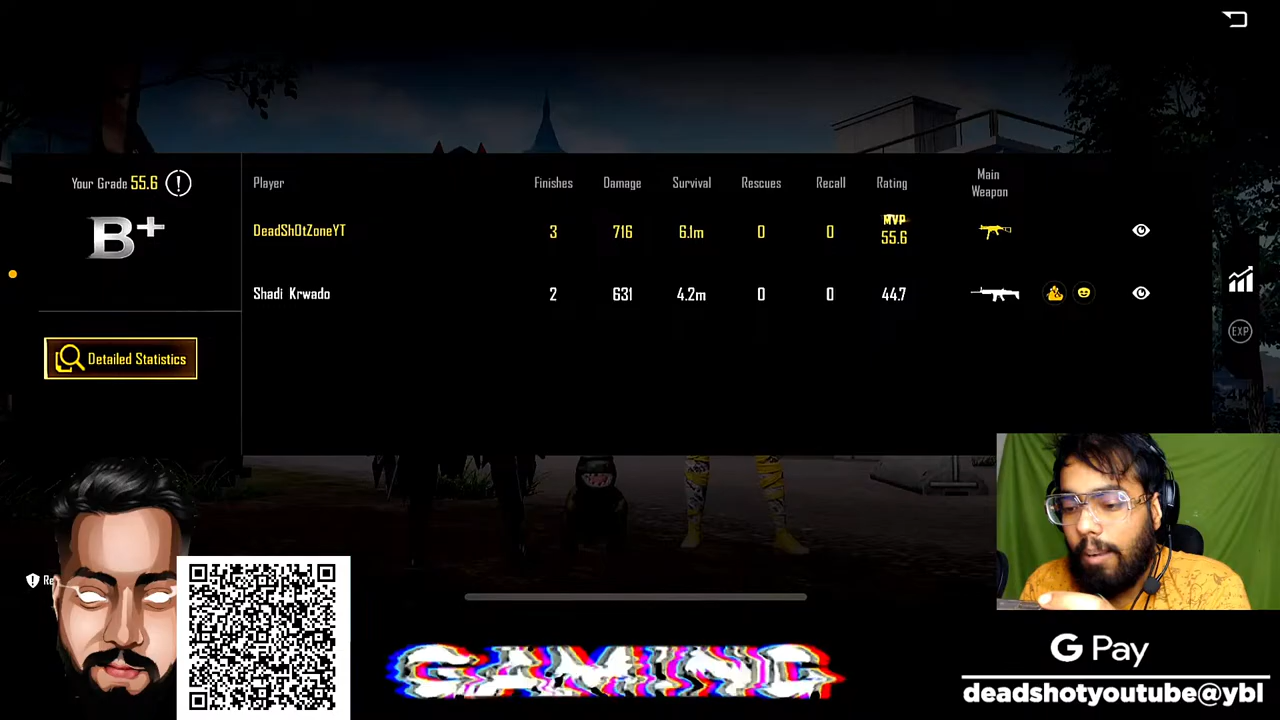 Your Grade 55.6
B+
Detailed Statistics
Player Finishes Damage Survival Rescues Recall Rating Main Weapon
DeadSh0tZoneYT 3 716 6.1m 0 0 MVP 55.6
Shadi Krwado 2 631 4.2m 0 0 44.7
EXP
Re
GAMING
G Pay
deadshotyoutube@ybl